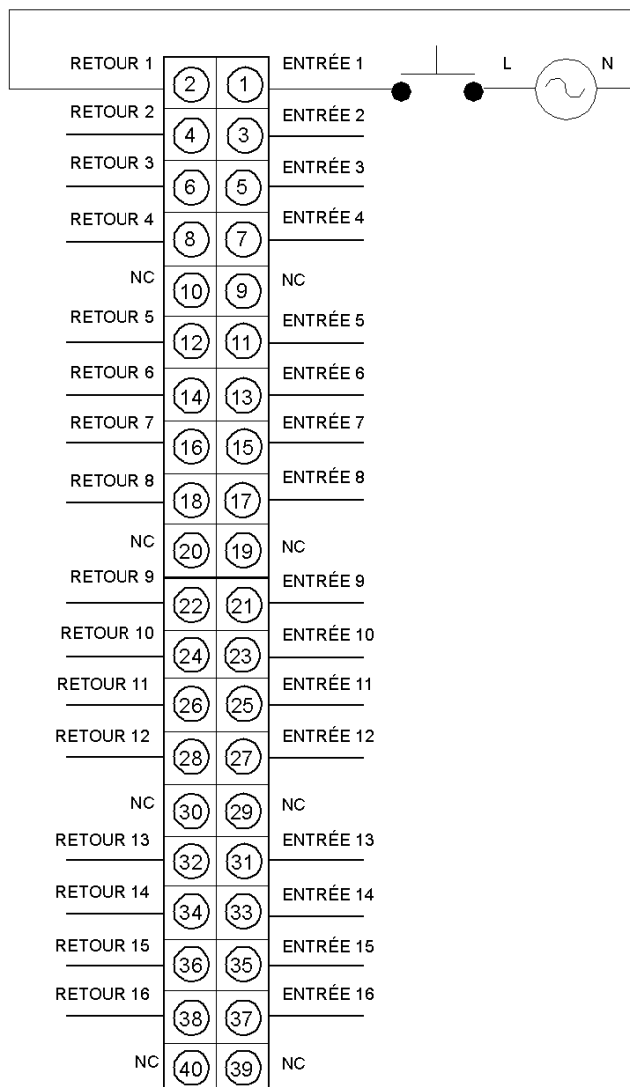 RETOUR 1 2 1 ENTRÉE 1 L N
RETOUR 2 4 3 ENTRÉE 2
RETOUR 3 6 5 ENTRÉE 3
RETOUR 4 8 7 ENTRÉE 4
NC 10 9 NC
RETOUR 5 12 11 ENTRÉE 5
RETOUR 6 14 13 ENTRÉE 6
RETOUR 7 16 15 ENTRÉE 7
RETOUR 8 18 17 ENTRÉE 8
NC 20 19 NC
RETOUR 9 22 21 ENTRÉE 9
RETOUR 10 24 23 ENTRÉE 10
RETOUR 11 26 25 ENTRÉE 11
RETOUR 12 28 27 ENTRÉE 12
NC 30 29 NC
RETOUR 13 32 31 ENTRÉE 13
RETOUR 14 34 33 ENTRÉE 14
RETOUR 15 36 35 ENTRÉE 15
RETOUR 16 38 37 ENTRÉE 16
NC 40 39 NC